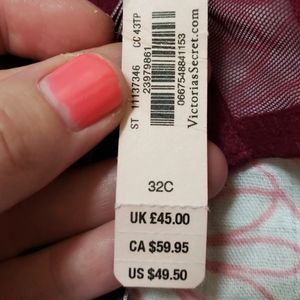 ST 11137346 CC 43TP
23979861
0667548841153
VictoriasSecret.com
32C
UK £45.00
CA $59.95
US $49.50